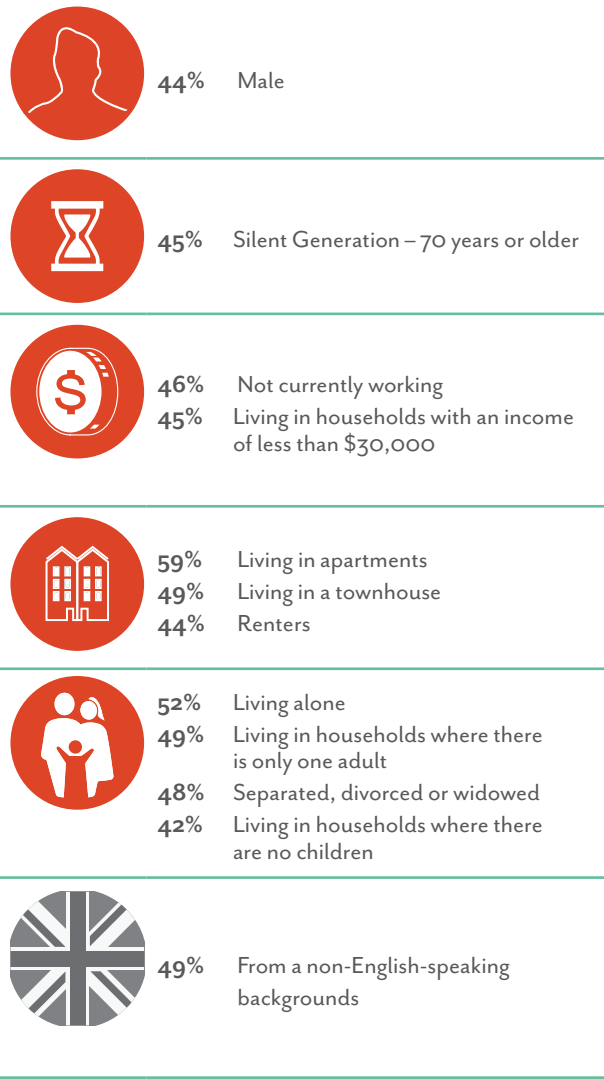 44% Male
45% Silent Generation – 70 years or older
$
46% Not currently working
45% Living in households with an income
of less than $30,000
59% Living in apartments
49% Living in a townhouse
44% Renters
52% Living alone
49% Living in households where there
is only one adult
48% Separated, divorced or widowed
42% Living in households where there
are no children
49% From a non-English-speaking
backgrounds